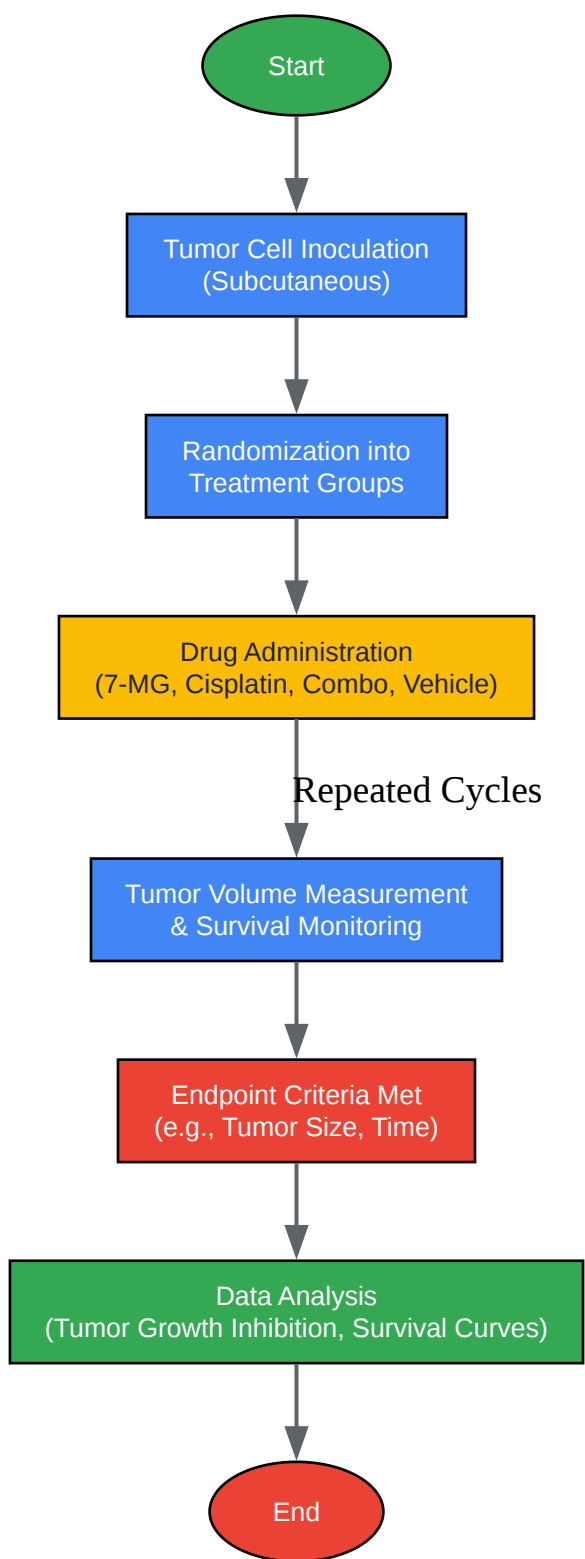 Start
Tumor Cell Inoculation
(Subcutaneous)
Randomization into
Treatment Groups
Drug Administration
(7-MG, Cisplatin, Combo, Vehicle)
Repeated Cycles
Tumor Volume Measurement
& Survival Monitoring
Endpoint Criteria Met
(e.g., Tumor Size, Time)
Data Analysis
(Tumor Growth Inhibition, Survival Curves)
End